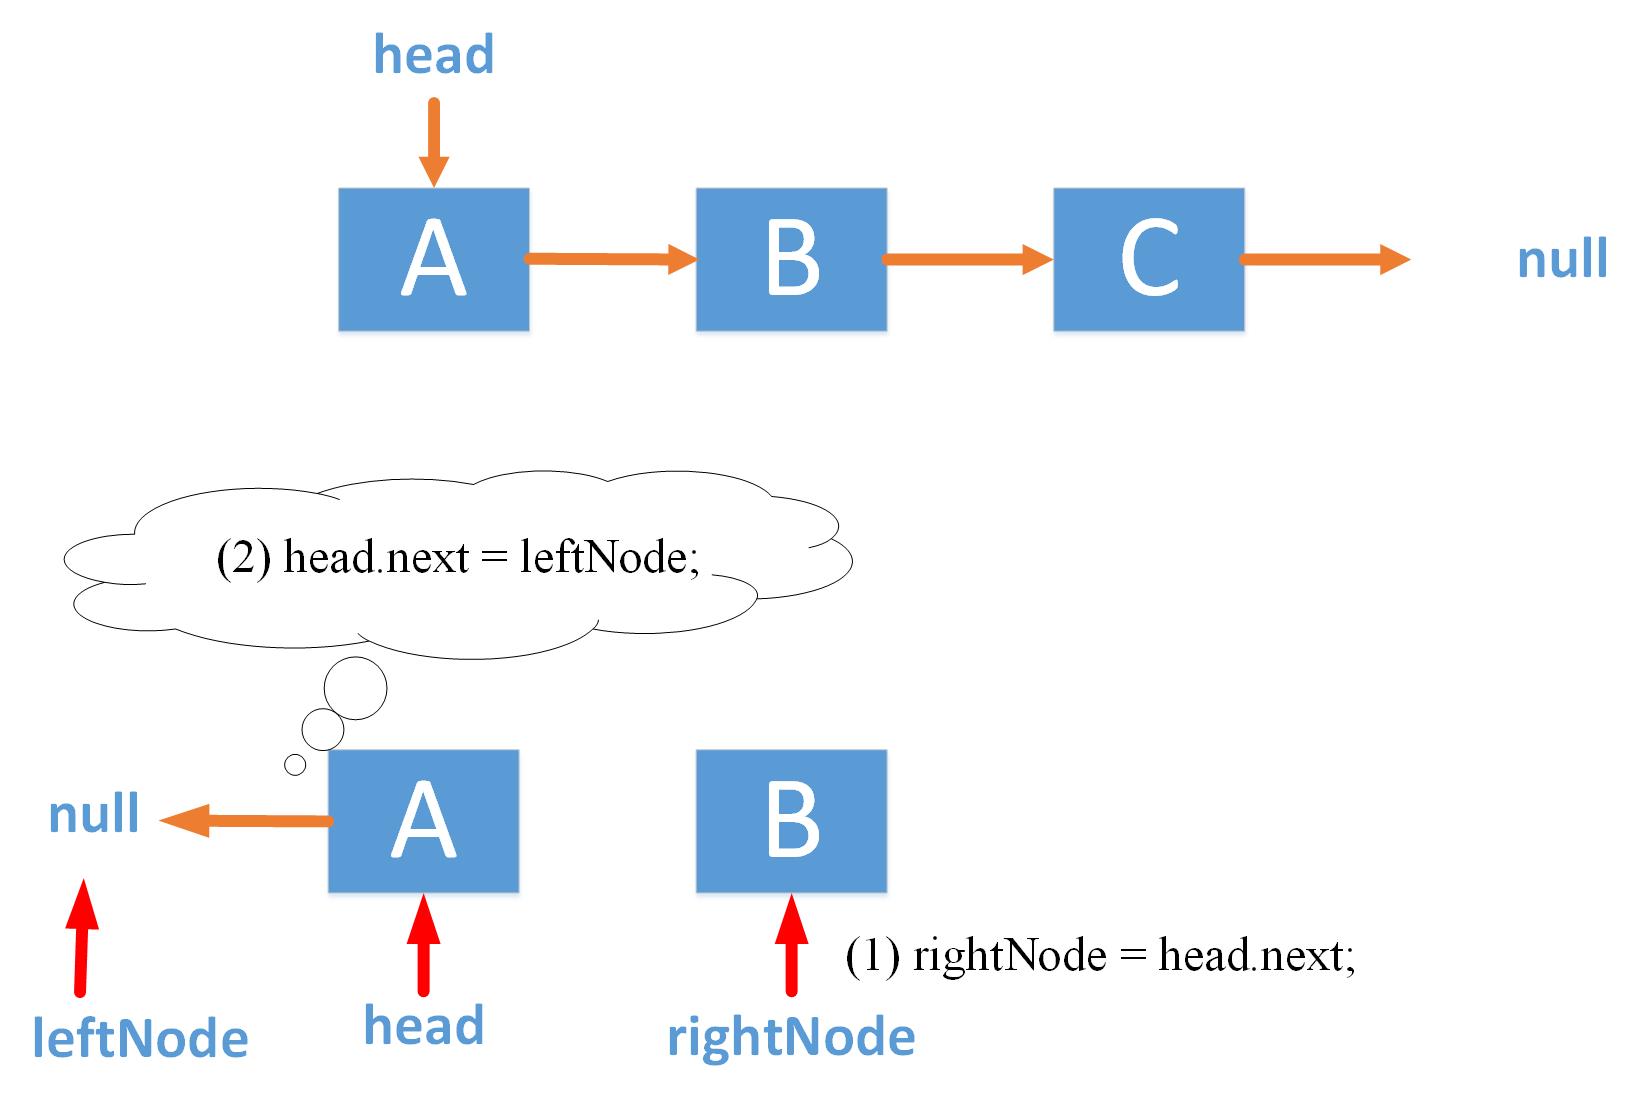 head
A B C null
(2) head.next = leftNode;
null A B
(1) rightNode = head.next;
leftNode head rightNode